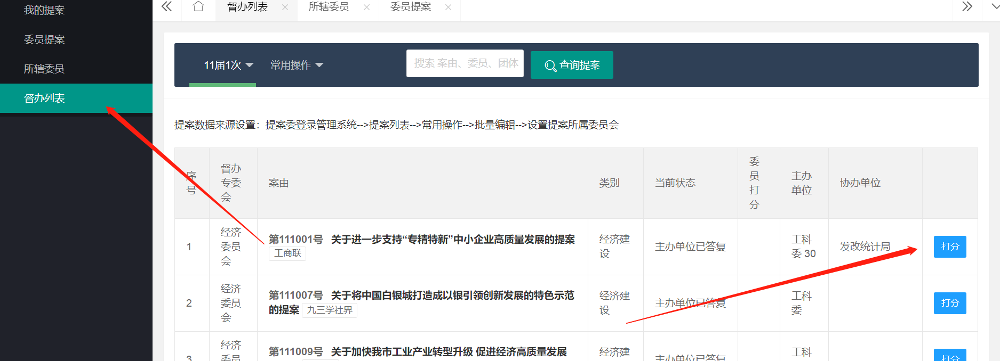 我的提案
委员提案
所辖委员
督办列表
督办列表
所辖委员
委员提案
11届1次
常用操作
搜索 案由、委员、团体
查询提案
提案数据来源设置：提案委登录管理系统-->提案列表-->常用操作-->批量编辑-->设置提案所属委员会
序
号
督办
专委
会
案由
类别
当前状态
委
员
打
分
主办
单位
协办单位
1
经济
委员
会
第111001号 关于进一步支持“专精特新”中小企业高质量发展的提案
工商联
经济建
设
主办单位已答复
工科
委 30
发改统计局
打分
2
经济
委员
会
第111007号 关于将中国白银城打造成以银引领创新发展的特色示范
的提案 九三学社界
经济建
设
主办单位已答复
工科
委
打分
3
经济
委员
第111009号 关于加快我市工业产业转型升级 促进经济高质量发展
经济建
主办单位已答复
工科
打分